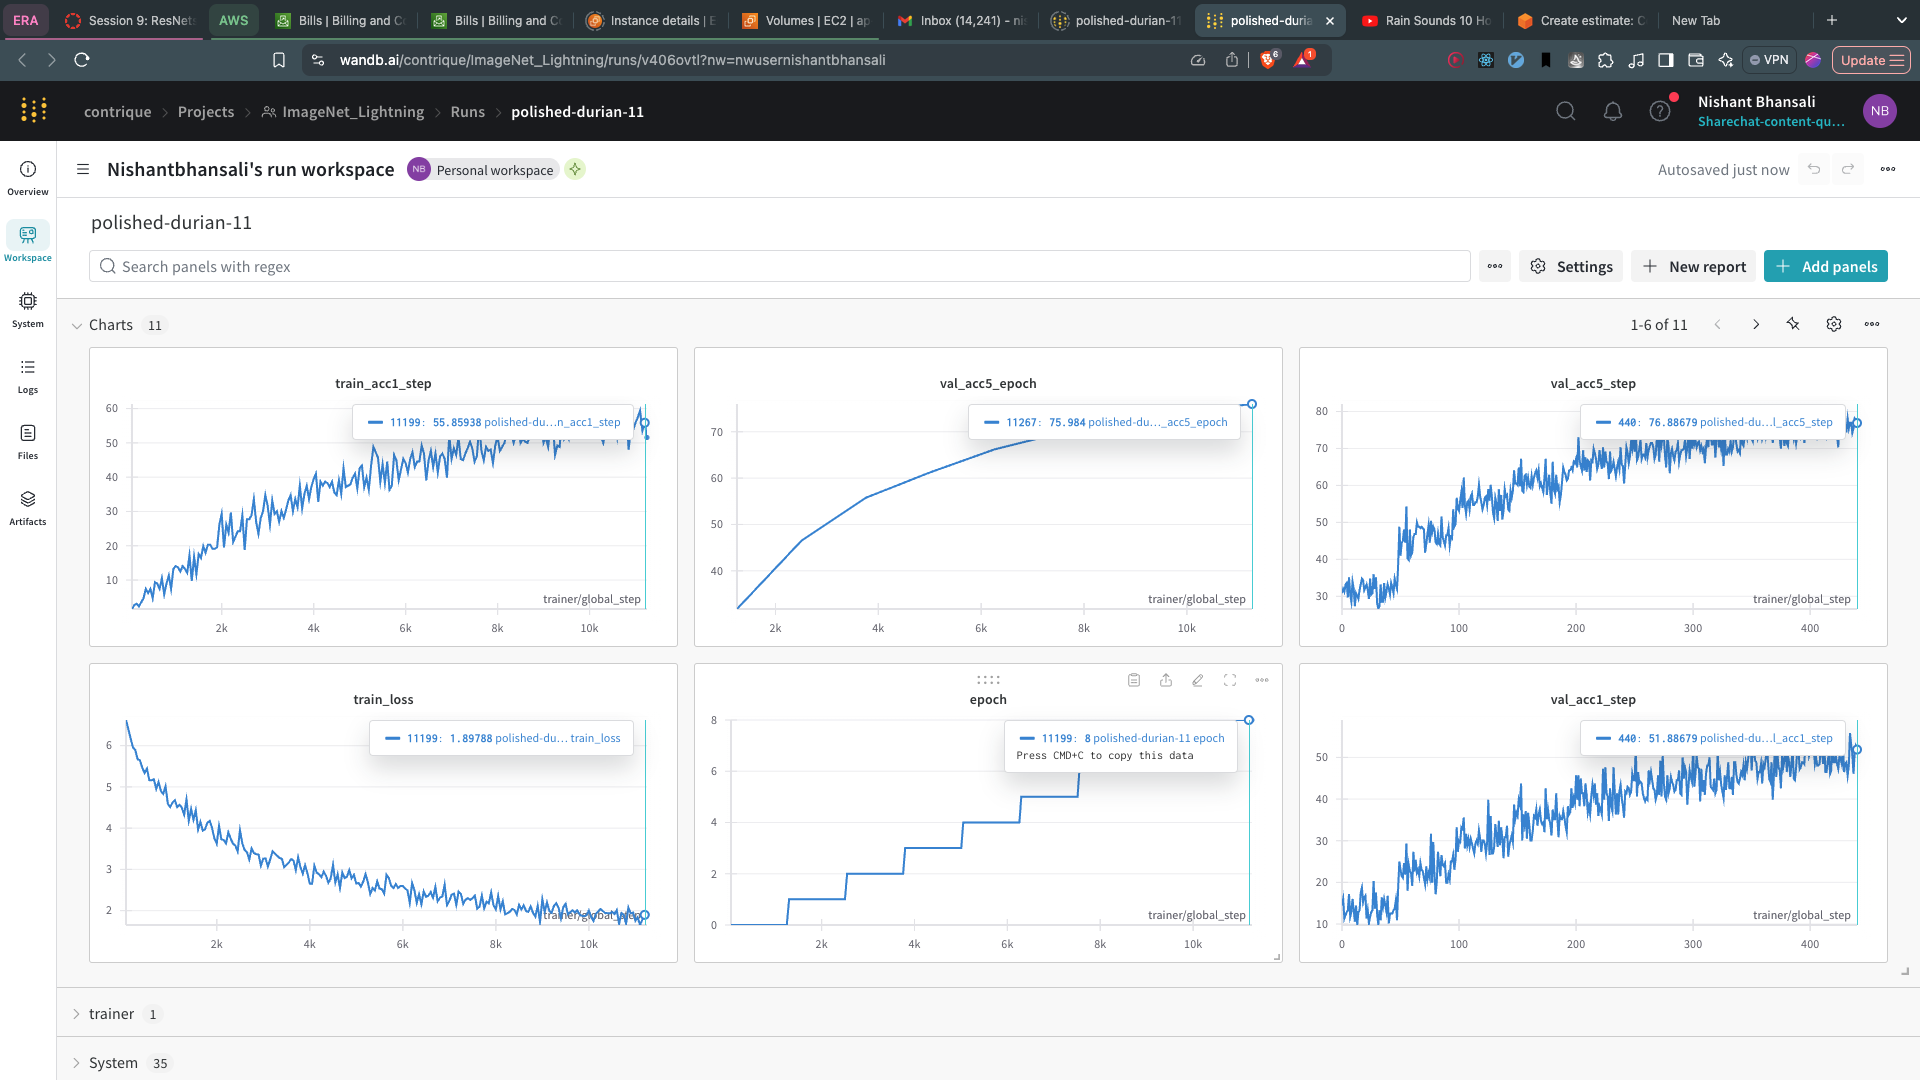 ERA
Session 9: ResNets
AWS
Bills | Billing and Co
Bills | Billing and Co
Instance details | E
Volumes | EC2 | ap
Inbox (14,241) – nis
polished-durian-11
polished-duria
Rain Sounds 10 Ho
Create estimate: C
New Tab
wandb.ai/contrique/ImageNet_Lightning/runs/v406ovtl?nw=nwusernishantbhansali
6
1
VPN
Update
contrique
Projects
ImageNet_Lightning
Runs
polished-durian-11
Nishant Bhansali
Sharechat-content-qu...
NB
Overview
Workspace
System
Logs
Files
Artifacts
Nishantbhansali's run workspace
NB
Personal workspace
Autosaved just now
polished-durian-11
Search panels with regex
Settings
New report
Add panels
Charts 11
1-6 of 11
train_acc1_step
11199: 55.85938 polished-du...n_acc1_step
60
50
40
30
20
10
trainer/global_step
2k 4k 6k 8k 10k
val_acc5_epoch
11267: 75.984 polished-du..._acc5_epoch
70
60
50
40
trainer/global_step
2k 4k 6k 8k 10k
val_acc5_step
440: 76.88679 polished-du...l_acc5_step
80
70
60
50
40
30
trainer/global_step
0 100 200 300 400
train_loss
11199: 1.89788 polished-du... train_loss
6
5
4
3
2
trainer/global_step
2k 4k 6k 8k 10k
epoch
11199: 8 polished-durian-11 epoch
Press CMD+C to copy this data
8
6
4
2
0
trainer/global_step
2k 4k 6k 8k 10k
val_acc1_step
440: 51.88679 polished-du...l_acc1_step
50
40
30
20
10
trainer/global_step
0 100 200 300 400
trainer 1
System 35